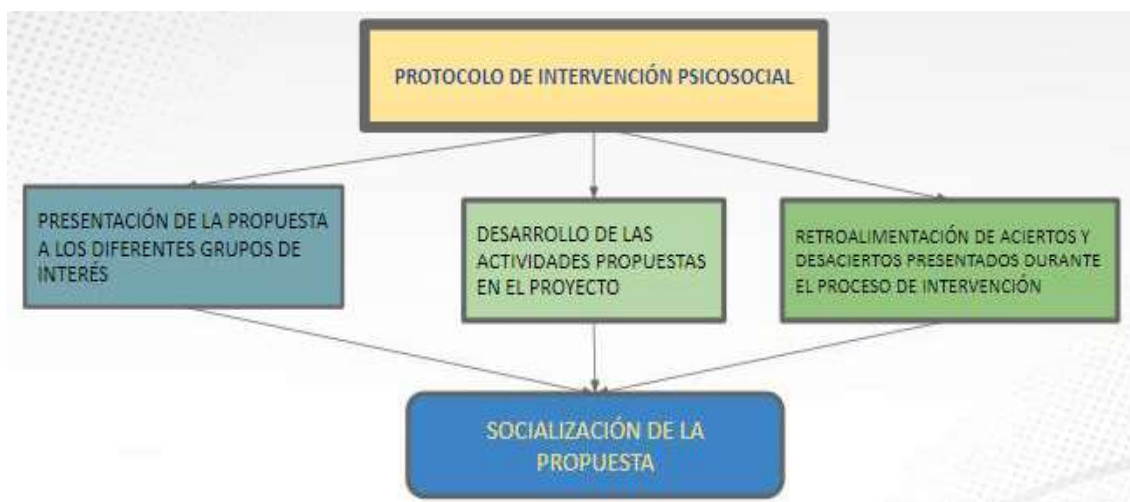 PROTOCOLO DE INTERVENCIÓN PSICOSOCIAL
PRESENTACIÓN DE LA PROPUESTA
A LOS DIFERENTES GRUPOS DE
INTERÉS
DESARROLLO DE LAS
ACTIVIDADES PROPUESTAS
EN EL PROYECTO
RETROALIMENTACIÓN DE ACIERTOS Y
DESACIERTOS PRESENTADOS DURANTE
EL PROCESO DE INTERVENCIÓN
SOCIALIZACIÓN DE LA
PROPUESTA